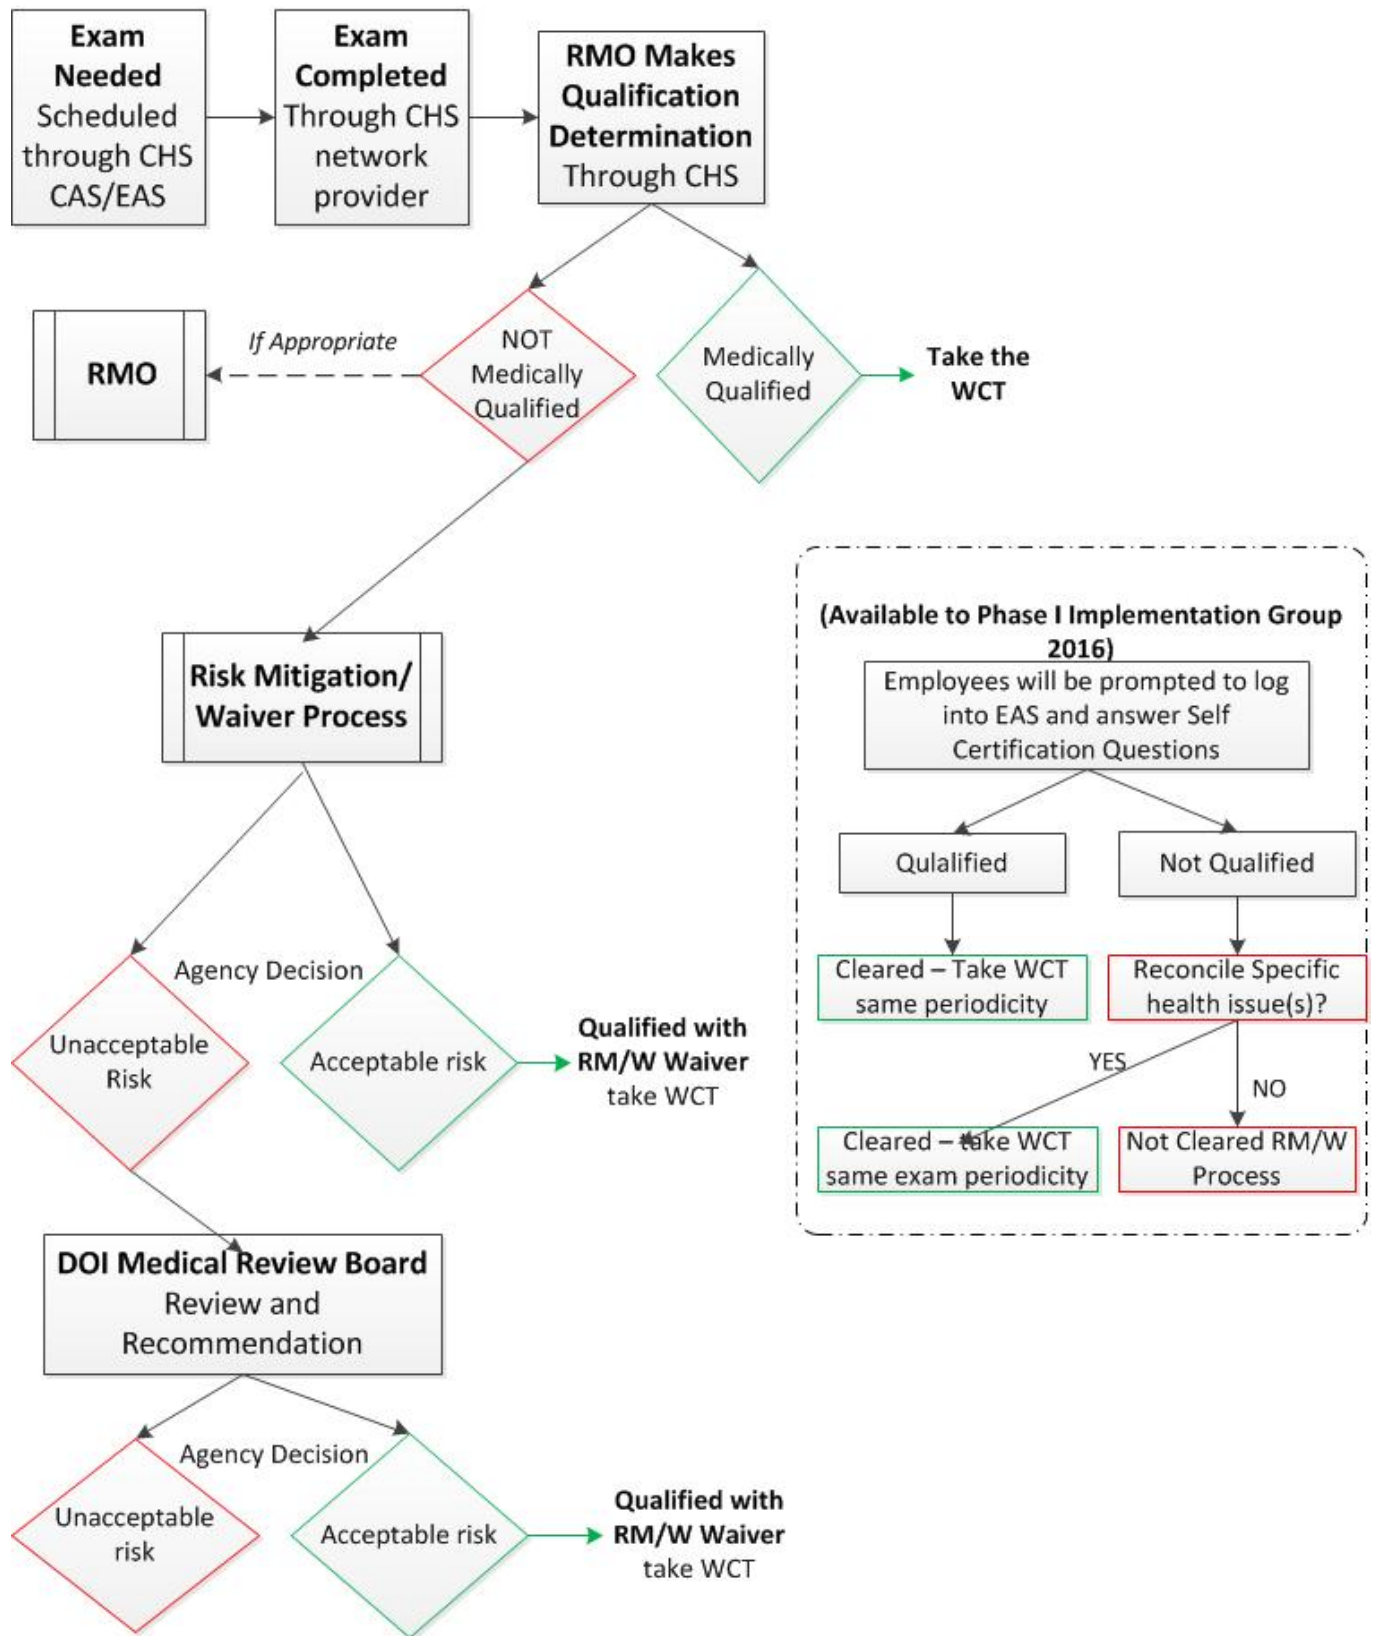 Exam
Needed
Scheduled
through CHS
CAS/EAS
Exam
Completed
Through CHS
network
provider
RMO Makes
Qualification
Determination
Through CHS
RMO
If Appropriate
NOT
Medically
Qualified
Medically
Qualified
Take the
WCT
Risk Mitigation/
Waiver Process
Agency Decision
Unacceptable
Risk
Acceptable risk
Qualified with
RM/W Waiver
take WCT
DOI Medical Review Board
Review and
Recommendation
Agency Decision
Unacceptable
risk
Acceptable risk
Qualified with
RM/W Waiver
take WCT
(Available to Phase I Implementation Group
2016)
Employees will be prompted to log
into EAS and answer Self
Certification Questions
Qulalified
Not Qualified
Cleared – Take WCT
same periodicity
Reconcile Specific
health issue(s)?
YES
NO
Cleared – take WCT
same exam periodicity
Not Cleared RM/W
Process